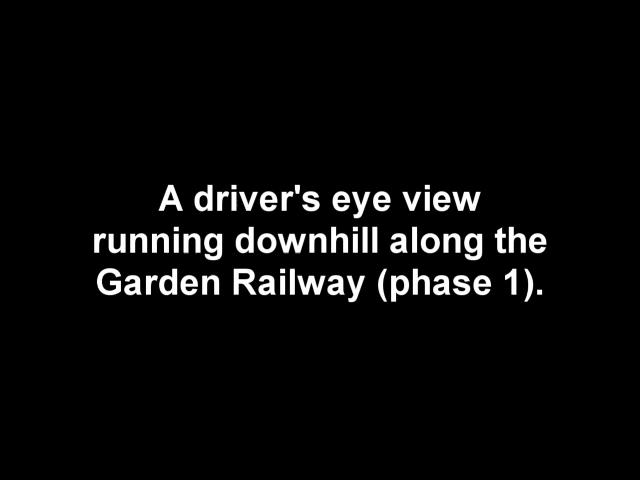 A driver's eye view
running downhill along the
Garden Railway (phase 1).